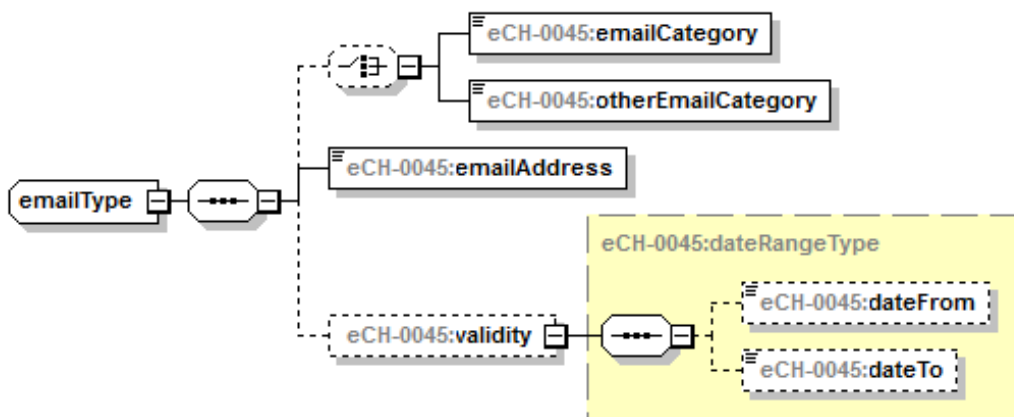 eCH-0045:emailCategory
eCH-0045:otherEmailCategory
eCH-0045:emailAddress
emailType
eCH-0045:dateRangeType
eCH-0045:dateFrom
eCH-0045:validity
eCH-0045:dateTo